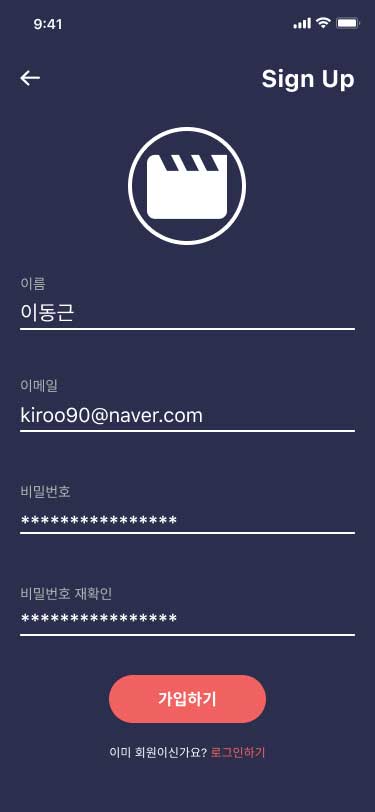 9:41
Sign Up
이름
이동근
이메일
kiroo90@naver.com
비밀번호
****************
비밀번호 재확인
****************
가입하기
이미 회원이신가요? 로그인하기